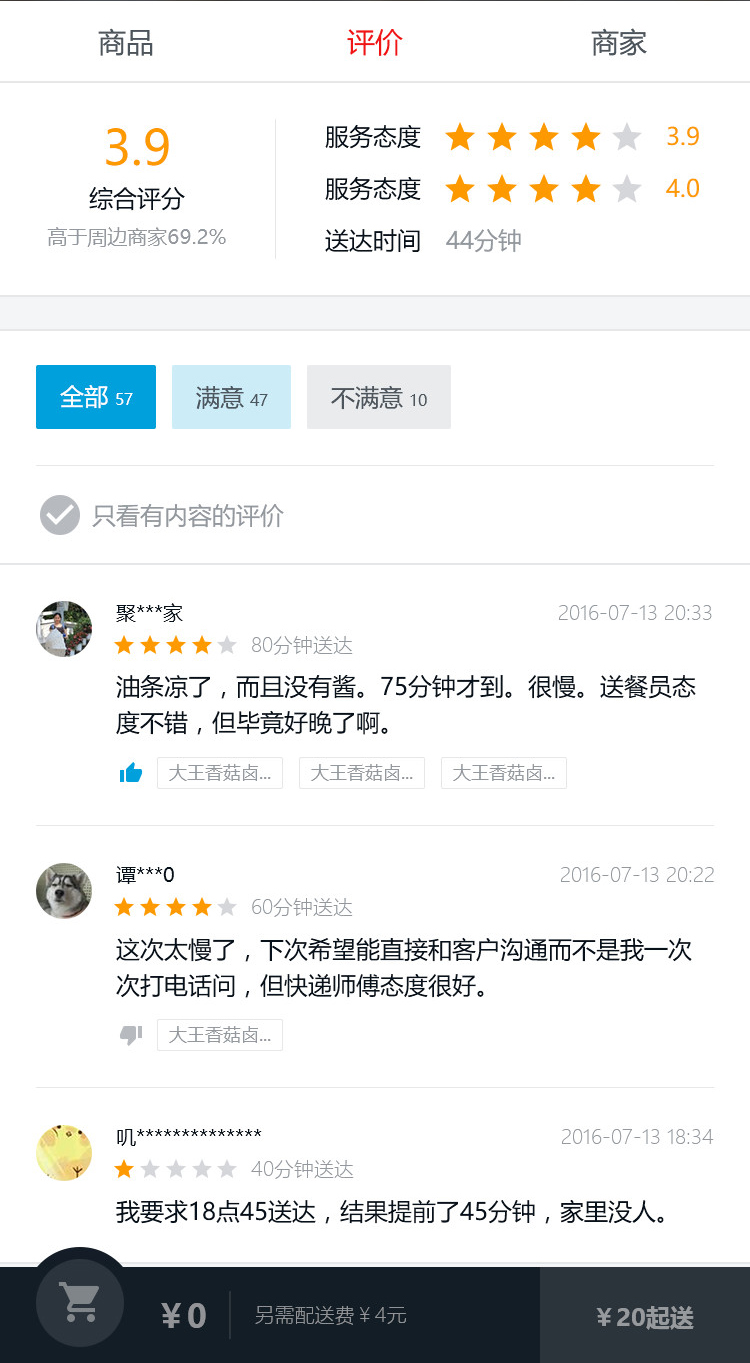 商品 评价 商家
3.9
综合评分
高于周边商家69.2%
服务态度 3.9
服务态度 4.0
送达时间 44分钟
全部 57 满意 47 不满意 10
只看有内容的评价
聚***家 2016-07-13 20:33
80分钟送达
油条凉了，而且没有酱。75分钟才到。很慢。送餐员态
度不错，但毕竟好晚了啊。
大王香菇卤... 大王香菇卤... 大王香菇卤...
谭***0 2016-07-13 20:22
60分钟送达
这次太慢了，下次希望能直接和客户沟通而不是我一次
次打电话问，但快递师傅态度很好。
大王香菇卤...
叽************** 2016-07-13 18:34
40分钟送达
我要求18点45送达，结果提前了45分钟，家里没人。
￥0 另需配送费￥4元 ￥20起送